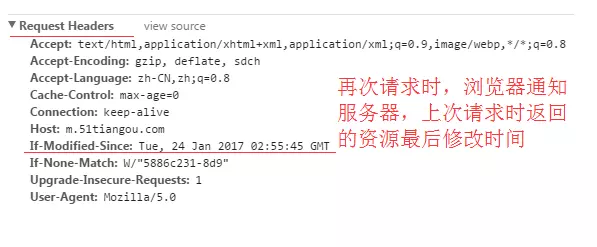 Request Headers view source
Accept: text/html,application/xhtml+xml,application/xml;q=0.9,image/webp,*/*;q=0.8
Accept-Encoding: gzip, deflate, sdch
Accept-Language: zh-CN,zh;q=0.8
Cache-Control: max-age=0
Connection: keep-alive
Host: m.51tiangou.com
If-Modified-Since: Tue, 24 Jan 2017 02:55:45 GMT
If-None-Match: W/"5886c231-8d9"
Upgrade-Insecure-Requests: 1
User-Agent: Mozilla/5.0
再次请求时，浏览器通知
服务器，上次请求时返回
的资源最后修改时间